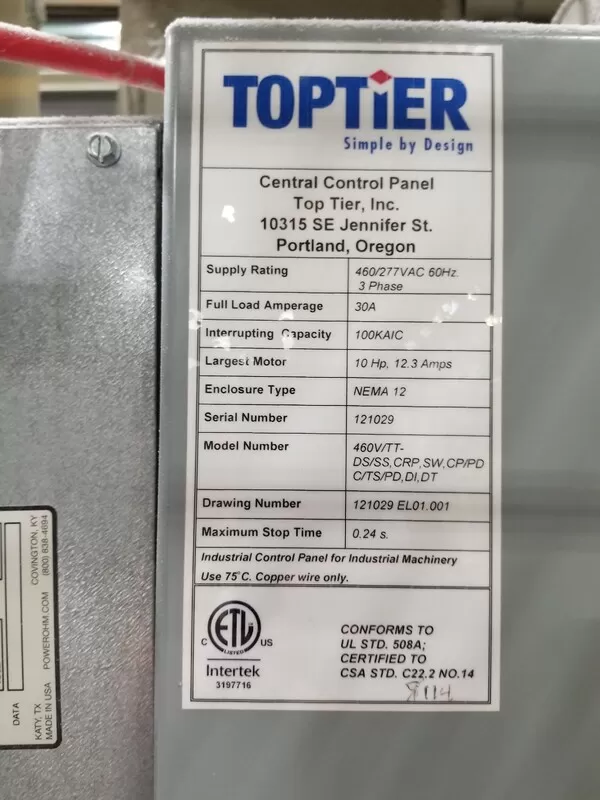 TOPTiER
Simple by Design
Central Control Panel
Top Tier, Inc.
10315 SE Jennifer St.
Portland, Oregon
Supply Rating 460/277VAC 60Hz.
3 Phase
Full Load Amperage 30A
Interrupting Capacity 100KAIC
Largest Motor 10 Hp, 12.3 Amps
Enclosure Type NEMA 12
Serial Number 121029
Model Number 460V/TT-
DS/SS,CRP,SW,CP/PD
C/TS/PD,DI,DT
Drawing Number 121029 EL01.001
Maximum Stop Time 0.24 s.
Industrial Control Panel for Industrial Machinery
Use 75°C. Copper wire only.
C ETL US
LISTED
Intertek
3197716
CONFORMS TO
UL STD. 508A;
CERTIFIED TO
CSA STD. C22.2 NO.14
DATA
KATY, TX COVINGTON, KY
MADE IN USA POWEROHM.COM (800) 838-4694